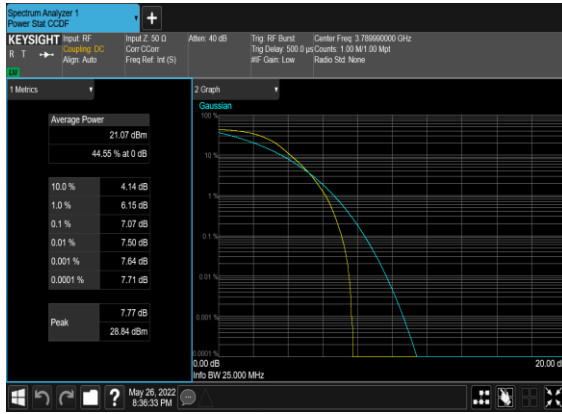 Spectrum Analyzer 1
Power Stat CCDF
KEYSIGHT
R T
Input: RF
Coupling: DC
Align: Auto
Input Z: 50 Ω
Corr CCorr
Freq Ref: Int (S)
Atten: 40 dB
Trig: RF Burst
Trig Delay: 500.0 µs
#IF Gain: Low
Center Freq: 3.789990000 GHz
Counts: 1.00 M/1.00 Mpt
Radio Std: None
1 Metrics
Average Power
21.07 dBm
44.55 % at 0 dB
10.0 % 4.14 dB
1.0 % 6.15 dB
0.1 % 7.07 dB
0.01 % 7.50 dB
0.001 % 7.64 dB
0.0001 % 7.71 dB
Peak
7.77 dB
28.84 dBm
2 Graph
Gaussian
100 %
10 %
1 %
0.1 %
0.01 %
0.001 %
0.0001 %
0.00 dB
20.00 dB
Info BW 25.000 MHz
?
May 26, 2022
8:36:33 PM